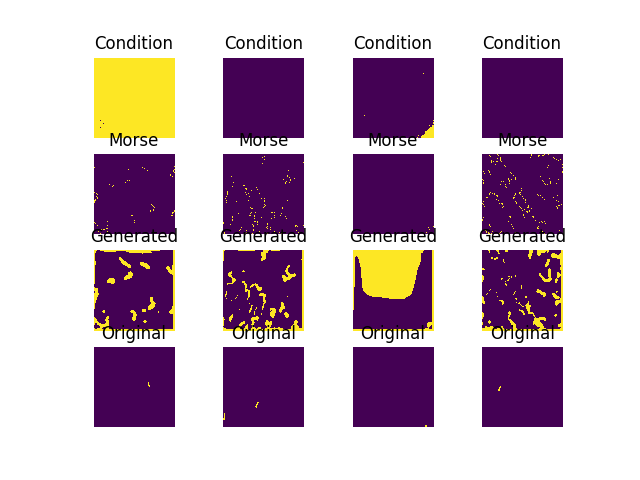 Condition Condition Condition Condition
Morse Morse Morse Morse
Generated Generated Generated Generated
Original Original Original Original